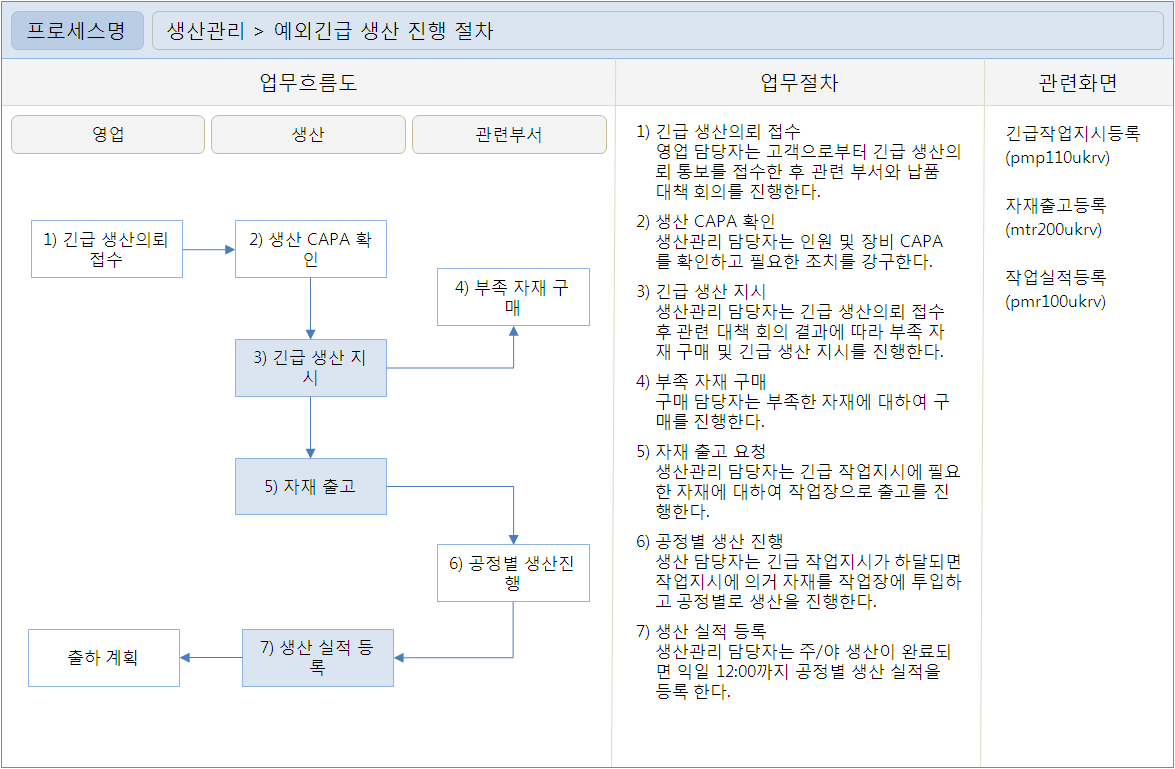 프로세스명
생산관리 > 예외긴급 생산 진행 절차
업무흐름도
업무절차
관련화면
영업
생산
관련부서
1) 긴급 생산의뢰
접수
2) 생산 CAPA 확
인
4) 부족 자재 구
매
3) 긴급 생산 지
시
5) 자재 출고
6) 공정별 생산진
행
7) 생산 실적 등
록
출하 계획
1) 긴급 생산의뢰 접수
영업 담당자는 고객으로부터 긴급 생산의
뢰 통보를 접수한 후 관련 부서와 납품
대책 회의를 진행한다.
2) 생산 CAPA 확인
생산관리 담당자는 인원 및 장비 CAPA
를 확인하고 필요한 조치를 강구한다.
3) 긴급 생산 지시
생산관리 담당자는 긴급 생산의뢰 접수
후 관련 대책 회의 결과에 따라 부족 자
재 구매 및 긴급 생산 지시를 진행한다.
4) 부족 자재 구매
구매 담당자는 부족한 자재에 대하여 구
매를 진행한다.
5) 자재 출고 요청
생산관리 담당자는 긴급 작업지시에 필요
한 자재에 대하여 작업장으로 출고를 진
행한다.
6) 공정별 생산 진행
생산 담당자는 긴급 작업지시가 하달되면
작업지시에 의거 자재를 작업장에 투입하
고 공정별로 생산을 진행한다.
7) 생산 실적 등록
생산관리 담당자는 주/야 생산이 완료되
면 익일 12:00까지 공정별 생산 실적을
등록 한다.
긴급작업지시등록
(pmp110ukrv)
자재출고등록
(mtr200ukrv)
작업실적등록
(pmr100ukrv)